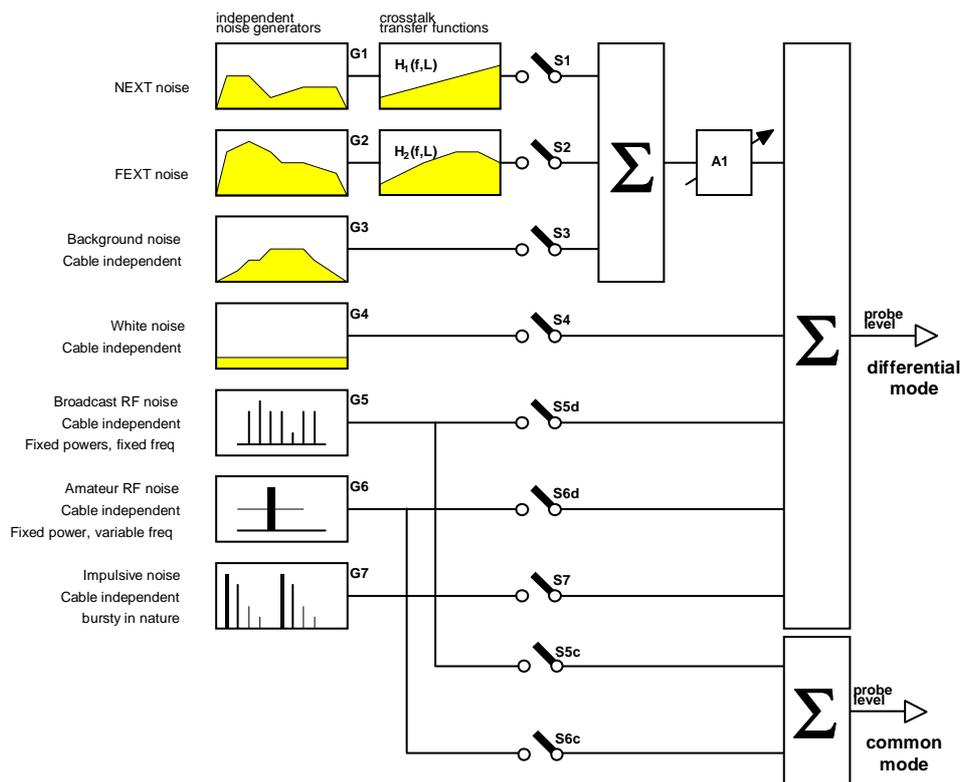 independent
noise generators
crosstalk
transfer functions
NEXT noise
G1
H1(f,L)
S1
FEXT noise
G2
H2(f,L)
S2
Σ
A1
Background noise
Cable independent
G3
S3
White noise
Cable independent
G4
S4
Σ
probe
level
differential
mode
Broadcast RF noise
Cable independent
Fixed powers, fixed freq
G5
S5d
Amateur RF noise
Cable independent
Fixed power, variable freq
G6
S6d
Impulsive noise
Cable independent
bursty in nature
G7
S7
S5c
Σ
probe
level
common
mode
S6c